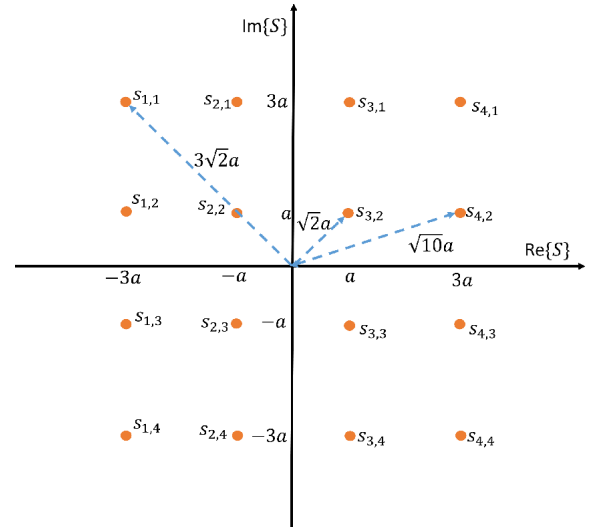 Im{S}
s₁,₁ s₂,₁ 3a s₃,₁ s₄,₁
3√2a
s₁,₂ s₂,₂ a √2a s₃,₂ s₄,₂
√10a
Re{S}
−3a −a a 3a
s₁,₃ s₂,₃ −a s₃,₃ s₄,₃
s₁,₄ s₂,₄ −3a s₃,₄ s₄,₄